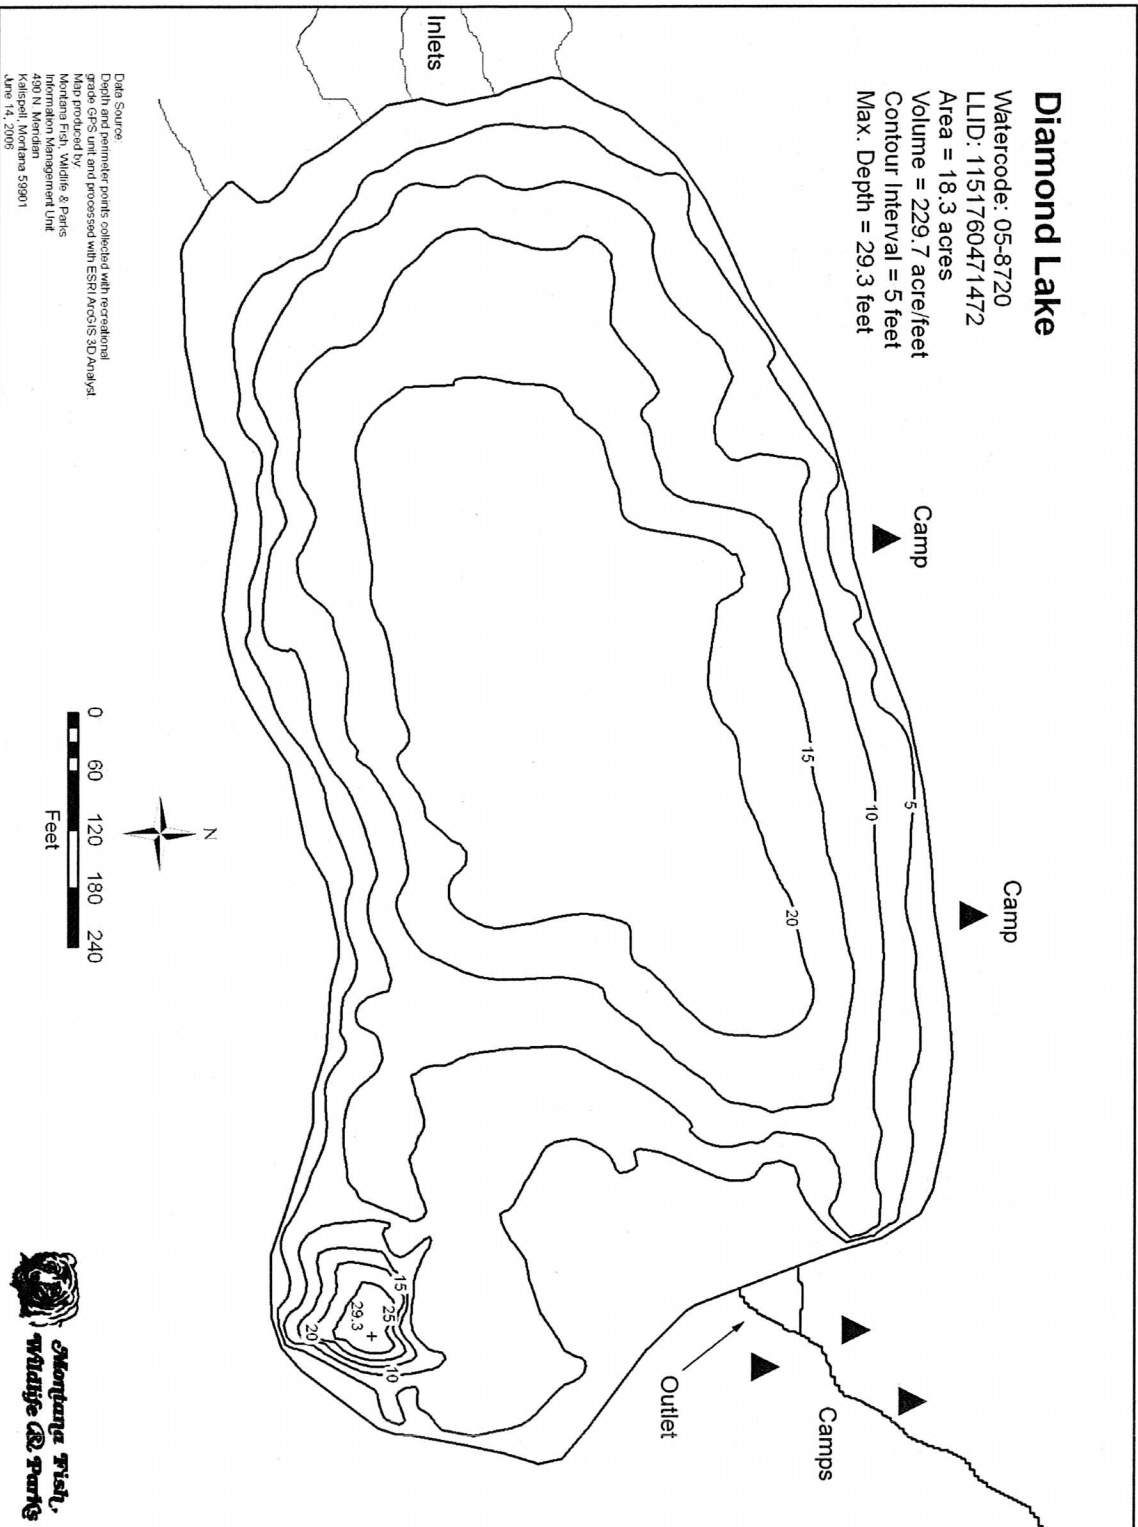 Diamond Lake
Watercode: 05-8720
LLID: 1151760471472
Area = 18.3 acres
Volume = 229.7 acre/feet
Contour Interval = 5 feet
Max. Depth = 29.3 feet
Inlets
Camp
Camp
Camps
Outlet
5
10
15
20
15
25
29.3
20
10
N
0 60 120 180 240
Feet
Data Source:
Depth and perimeter points collected with recreational
grade GPS unit and processed with ESRI ArcGIS 3D Analyst.
Map produced by:
Montana Fish, Wildlife & Parks
Information Management Unit
490 N. Meridian
Kalispell, Montana 59901
June 14, 2006
Montana Fish,
Wildlife & Parks